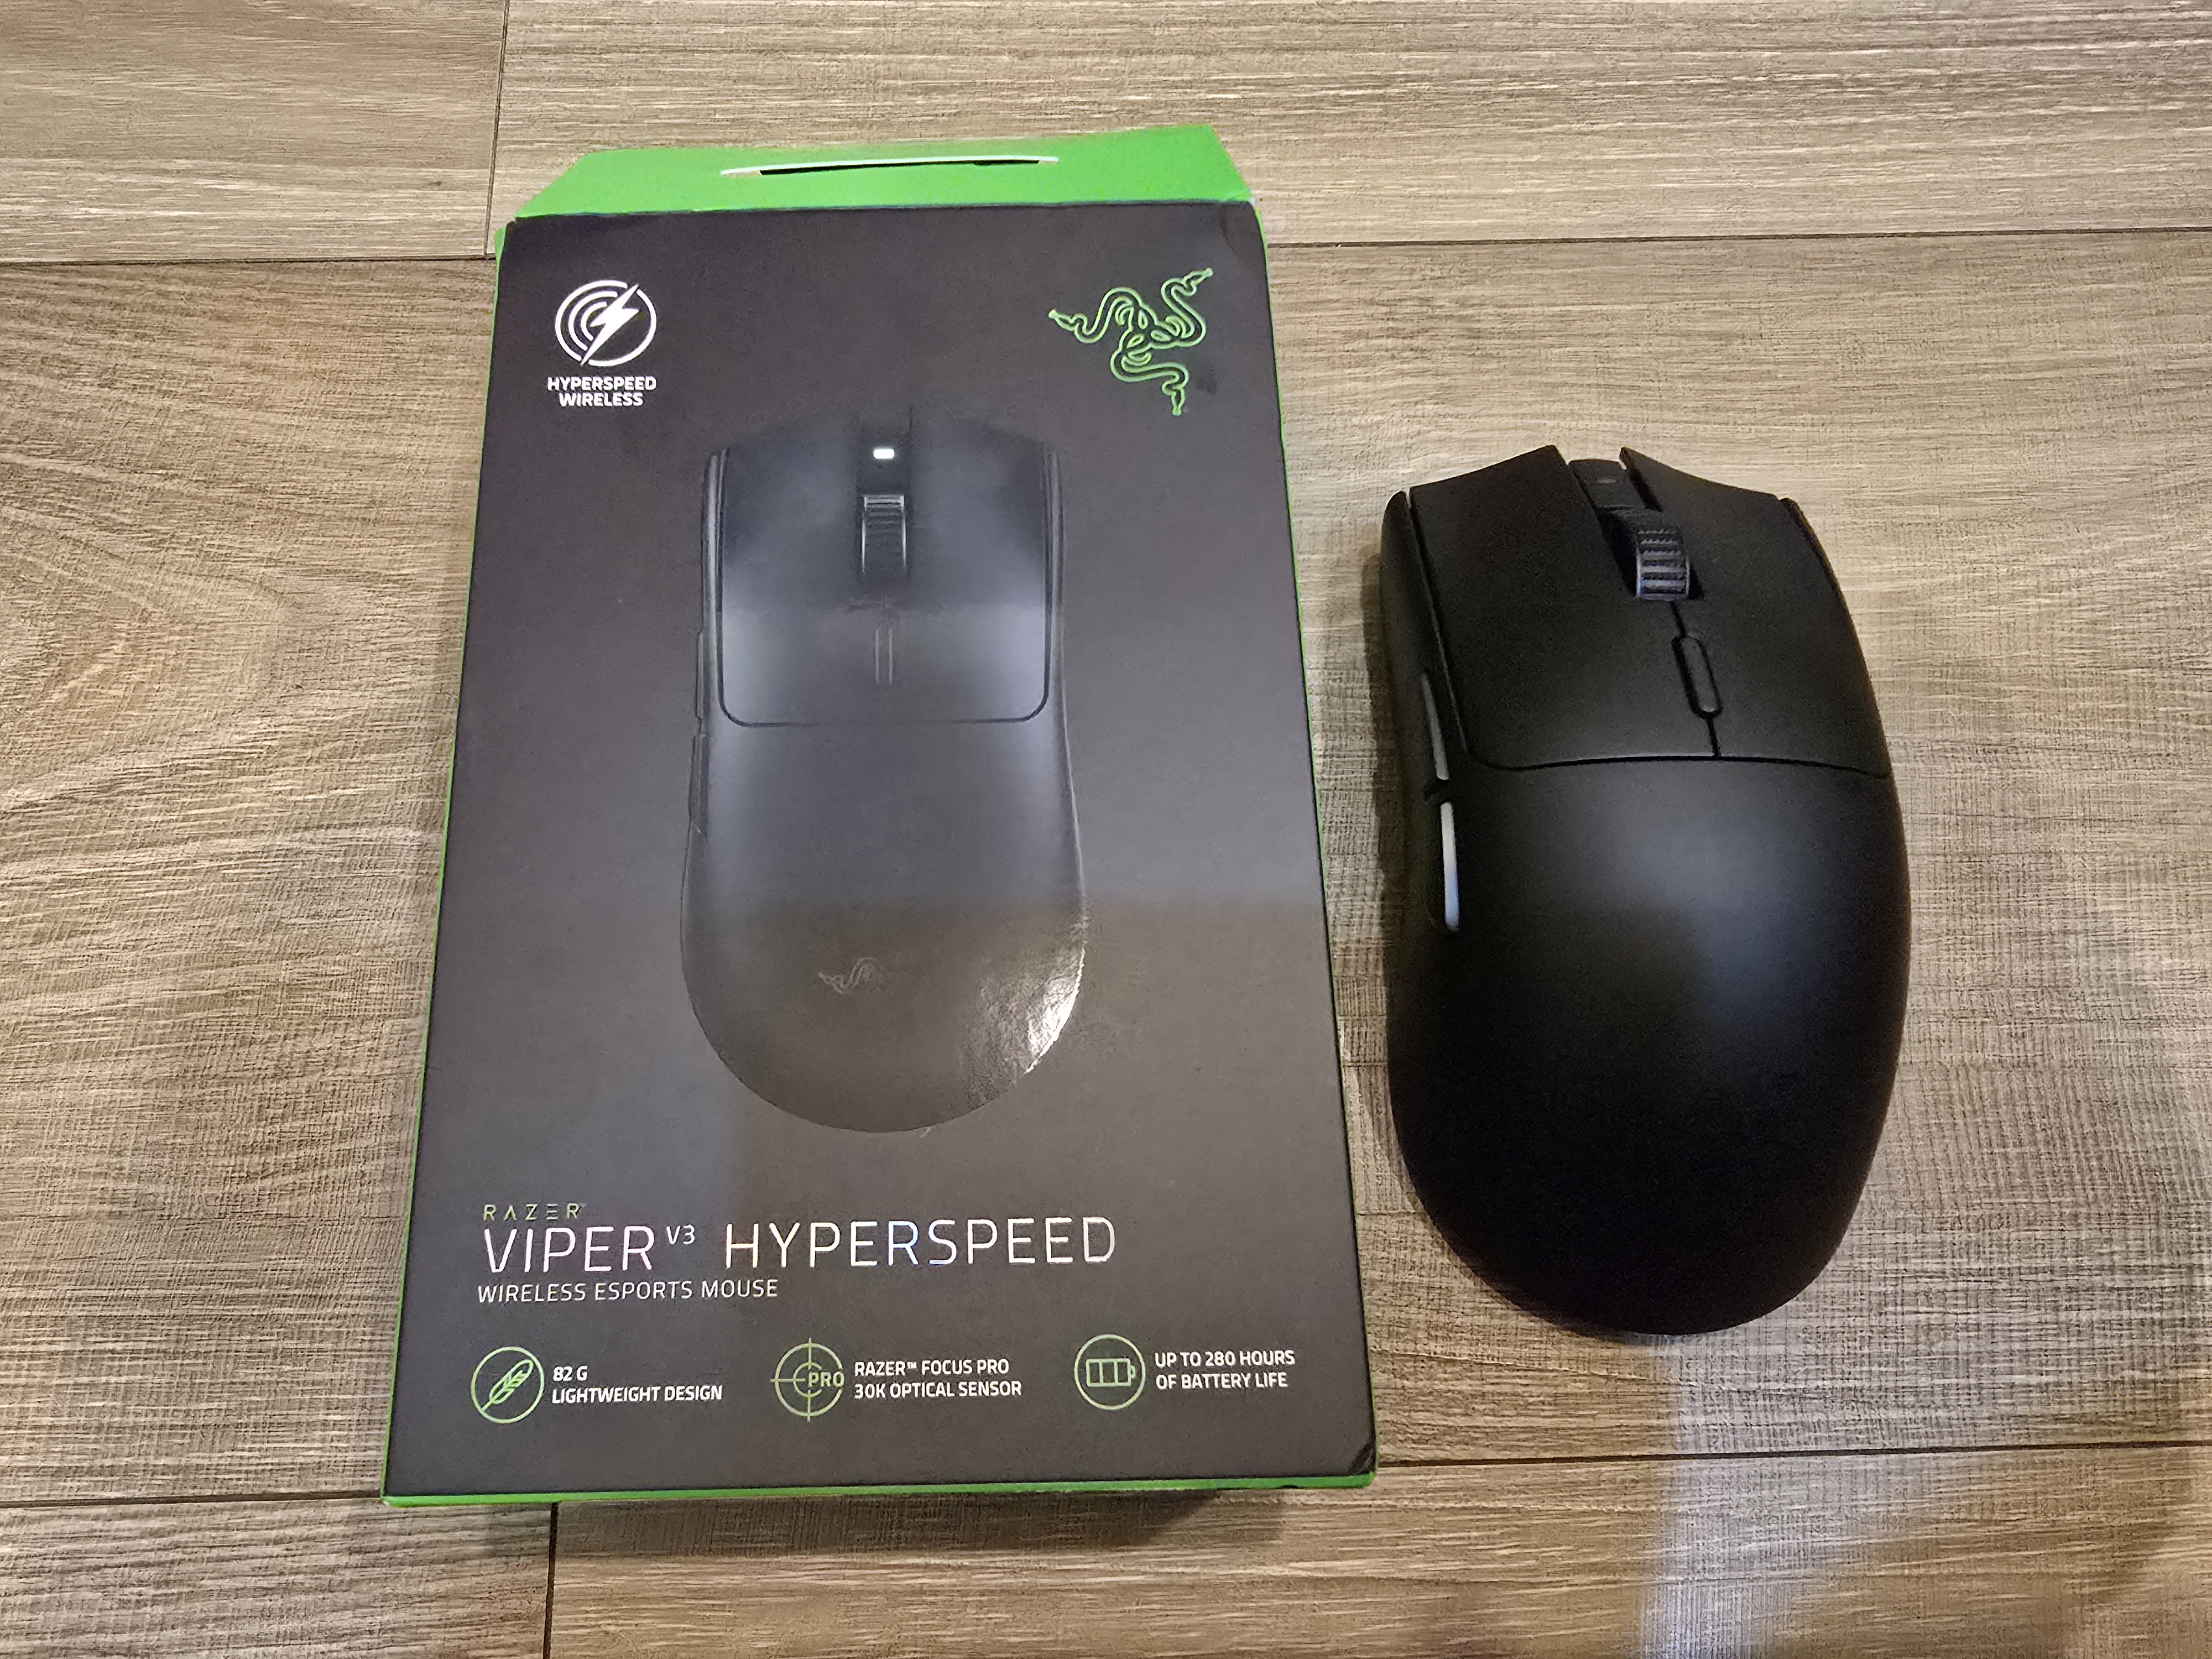 HYPERSPEED
WIRELESS
RAZER™
VIPER V3 HYPERSPEED
WIRELESS ESPORTS MOUSE
82 G
LIGHTWEIGHT DESIGN
PRO
RAZER™ FOCUS PRO
30K OPTICAL SENSOR
UP TO 280 HOURS
OF BATTERY LIFE